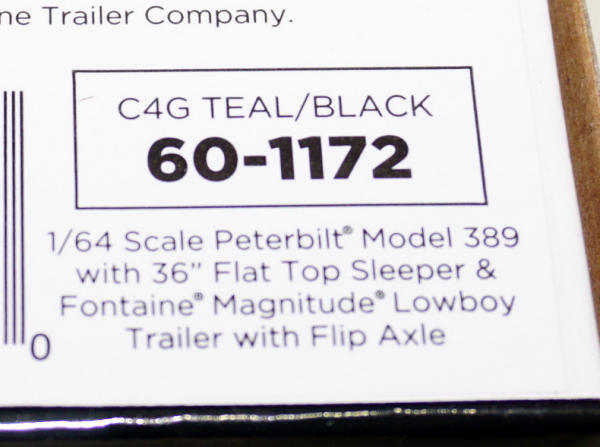 ne Trailer Company.
C4G TEAL/BLACK
60-1172
1/64 Scale Peterbilt® Model 389
with 36” Flat Top Sleeper &
Fontaine® Magnitude® Lowboy
Trailer with Flip Axle
0